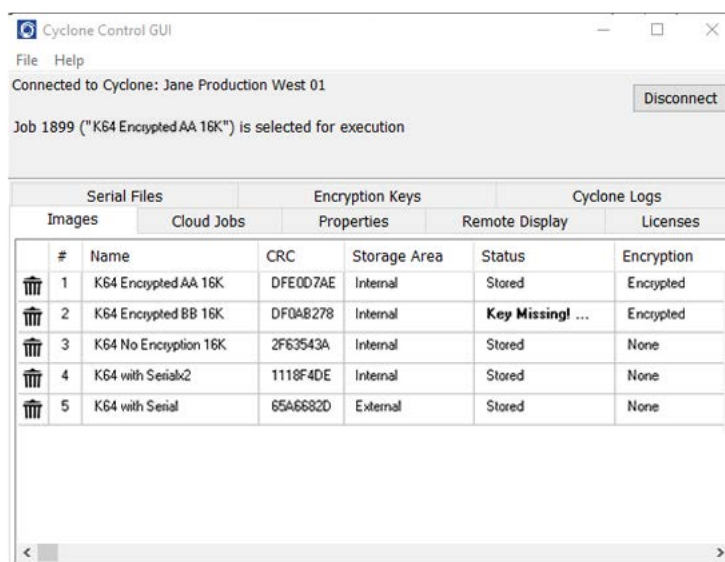 Cyclone Control GUI
File Help
Connected to Cyclone: Jane Production West 01
Disconnect
Job 1899 ("K64 Encrypted AA 16K") is selected for execution
Serial Files Encryption Keys Cyclone Logs
Images Cloud Jobs Properties Remote Display Licenses
# Name CRC Storage Area Status Encryption
1 K64 Encrypted AA 16K DFE0D7AE Internal Stored Encrypted
2 K64 Encrypted BB 16K DF0AB278 Internal Key Missing! ... Encrypted
3 K64 No Encryption 16K 2F63543A Internal Stored None
4 K64 with Serialx2 1118F4DE Internal Stored None
5 K64 with Serial 65A6682D External Stored None